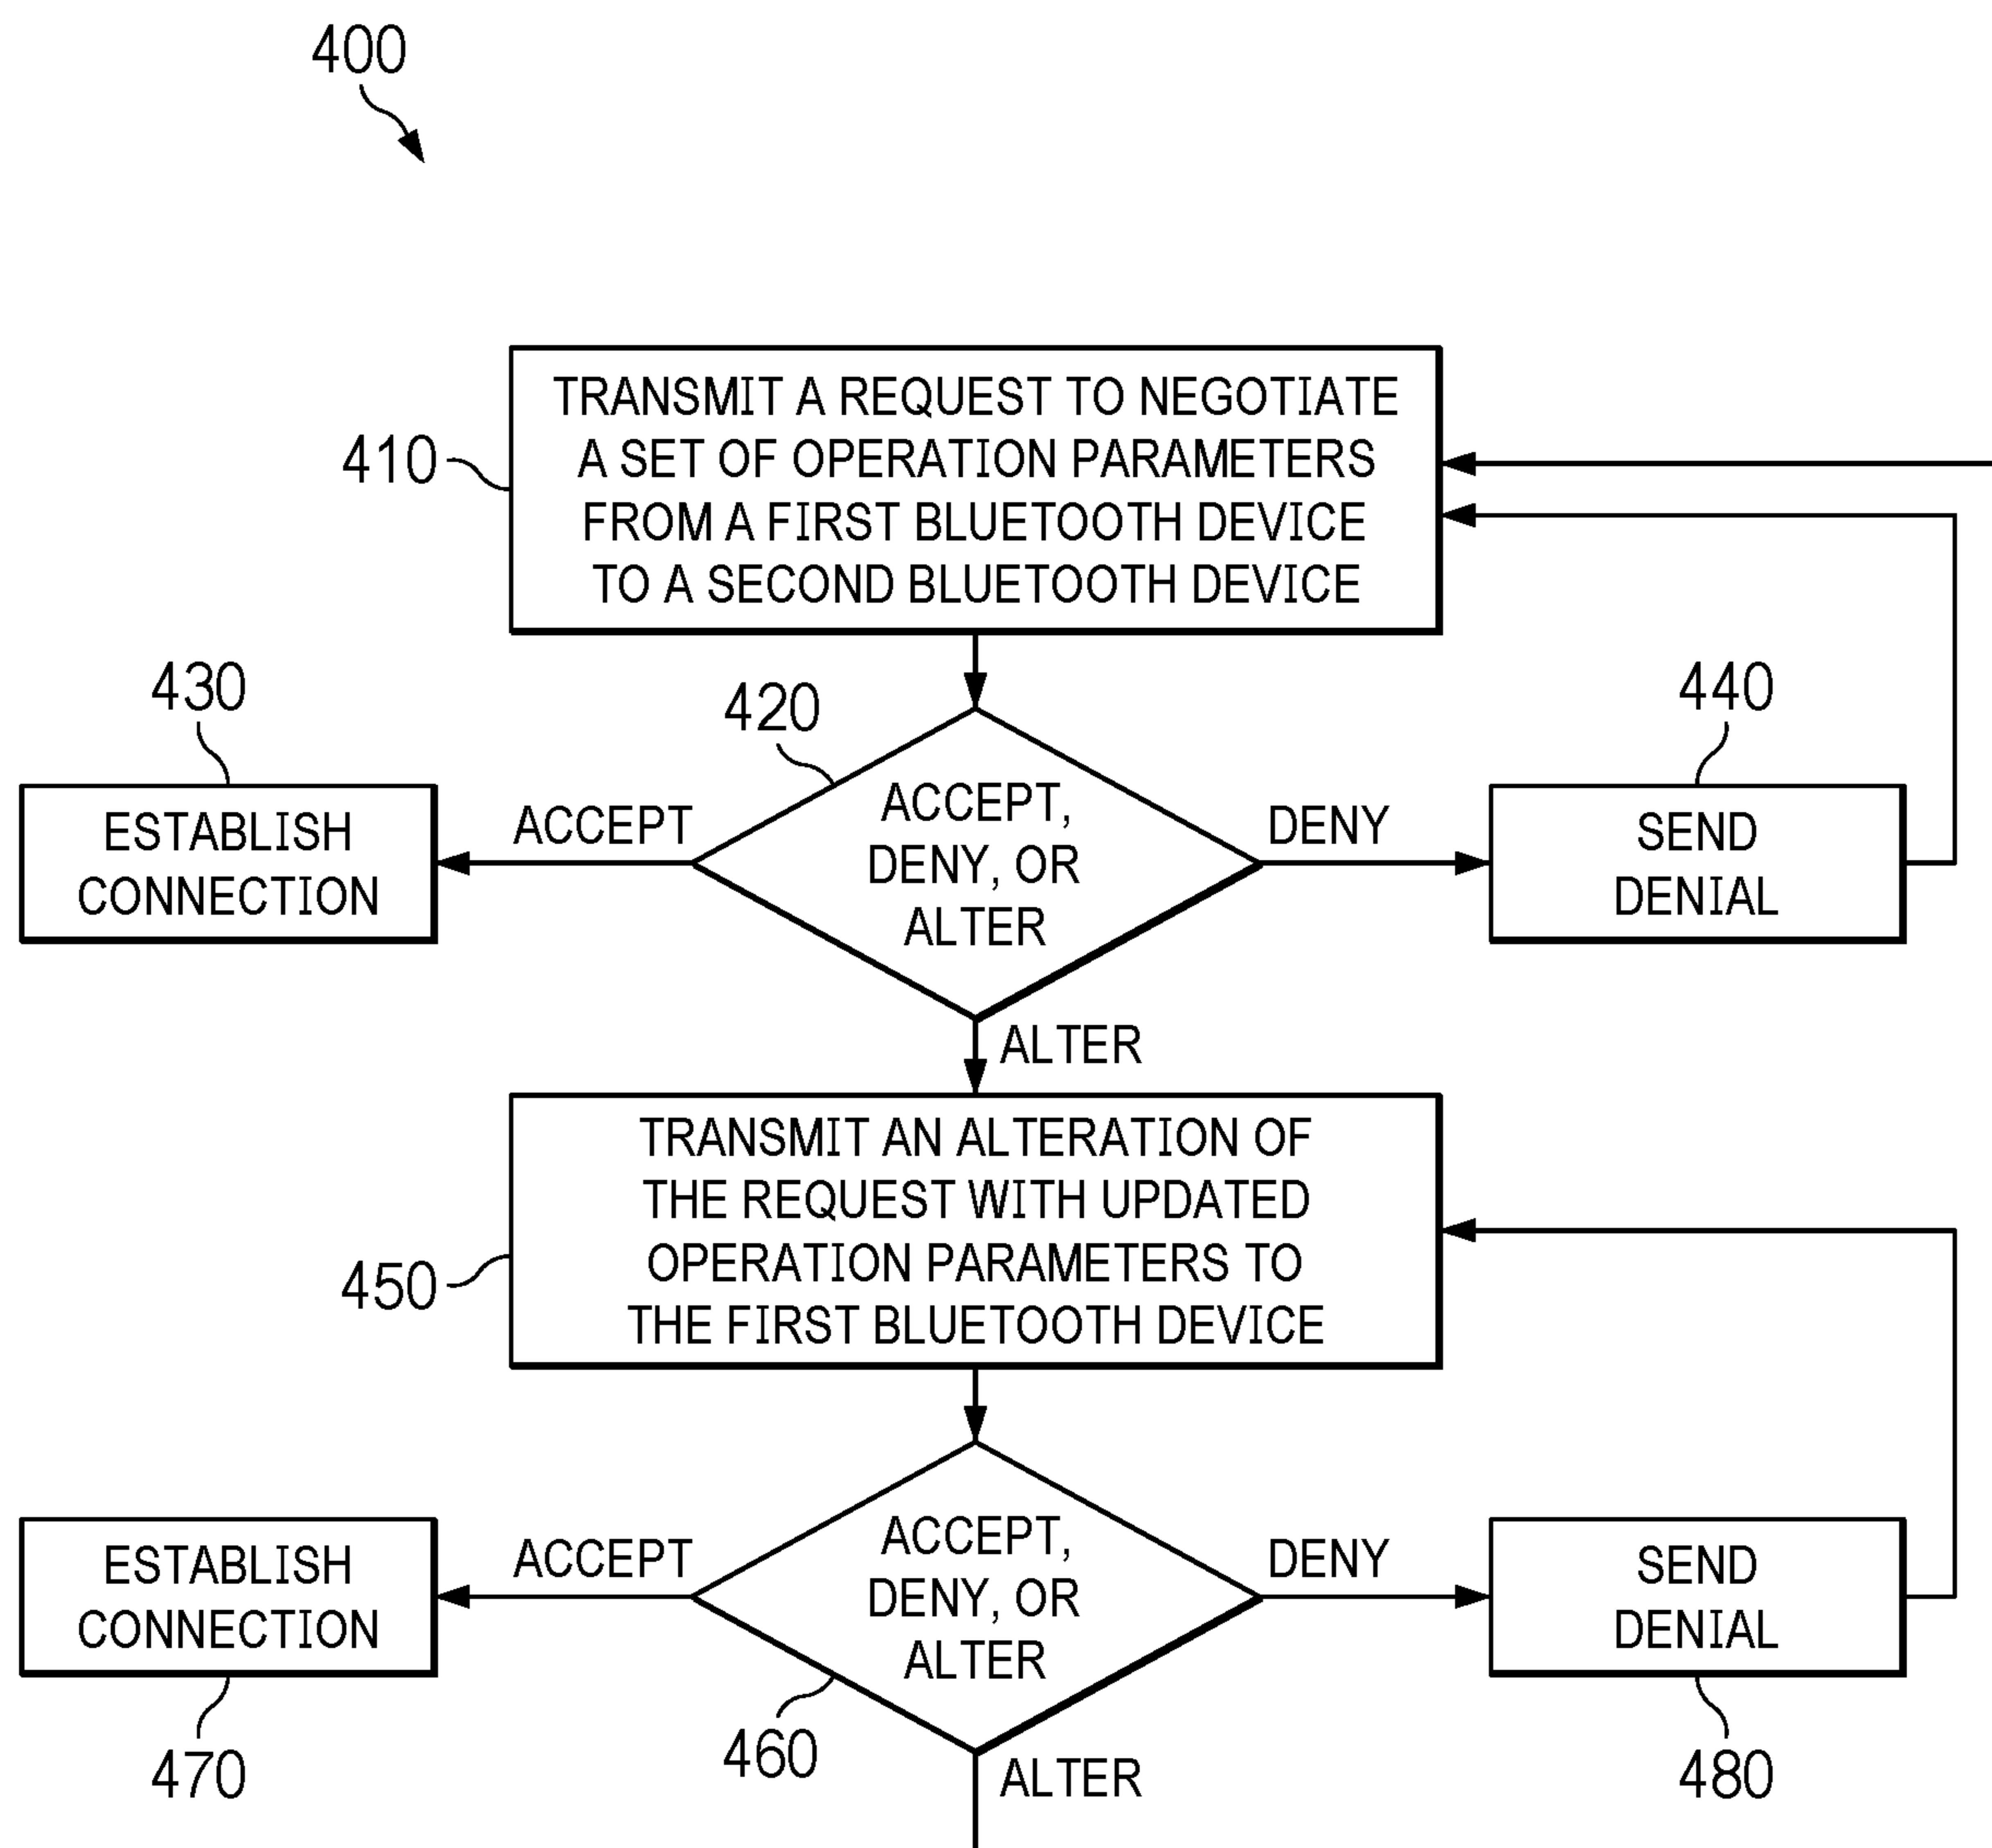 400
TRANSMIT A REQUEST TO NEGOTIATE
A SET OF OPERATION PARAMETERS
FROM A FIRST BLUETOOTH DEVICE
TO A SECOND BLUETOOTH DEVICE
410
430
420
440
ESTABLISH
CONNECTION
ACCEPT
ACCEPT,
DENY, OR
ALTER
DENY
SEND
DENIAL
ALTER
TRANSMIT AN ALTERATION OF
THE REQUEST WITH UPDATED
OPERATION PARAMETERS TO
THE FIRST BLUETOOTH DEVICE
450
ESTABLISH
CONNECTION
ACCEPT
ACCEPT,
DENY, OR
ALTER
DENY
SEND
DENIAL
470
460
ALTER
480